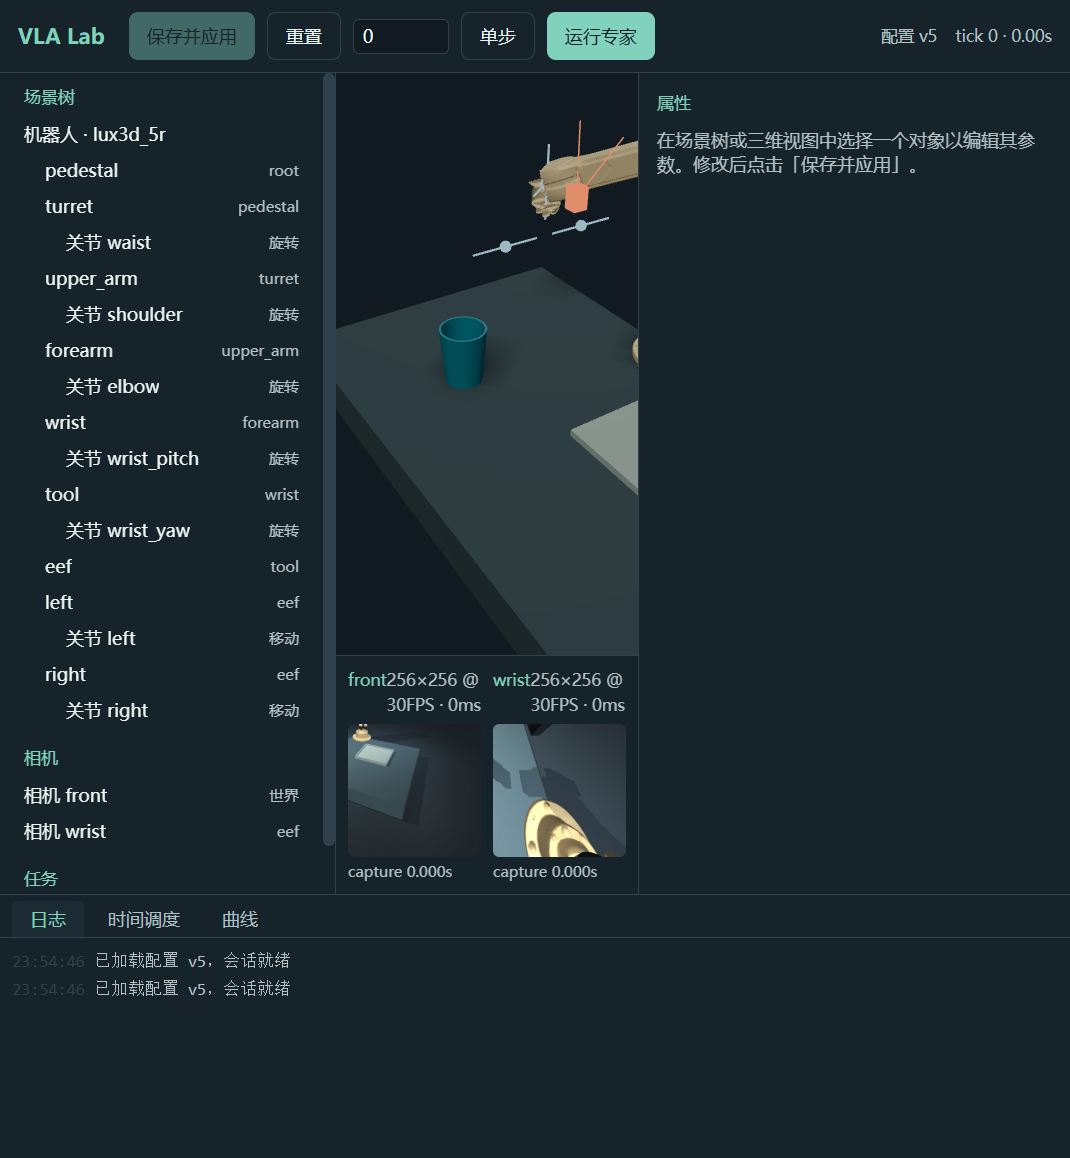 VLA Lab 保存并应用 重置 0 单步 运行专家 配置 v5 tick 0 · 0.00s
场景树
机器人 · lux3d_5r
pedestal root
turret pedestal
关节 waist 旋转
upper_arm turret
关节 shoulder 旋转
forearm upper_arm
关节 elbow 旋转
wrist forearm
关节 wrist_pitch 旋转
tool wrist
关节 wrist_yaw 旋转
eef tool
left eef
关节 left 移动
right eef
关节 right 移动
相机
相机 front 世界
相机 wrist eef
任务
front 256×256 @
30FPS · 0ms
capture 0.000s
wrist 256×256 @
30FPS · 0ms
capture 0.000s
属性
在场景树或三维视图中选择一个对象以编辑其参
数。修改后点击「保存并应用」。
日志 时间调度 曲线
23:54:46 已加载配置 v5，会话就绪
23:54:46 已加载配置 v5，会话就绪